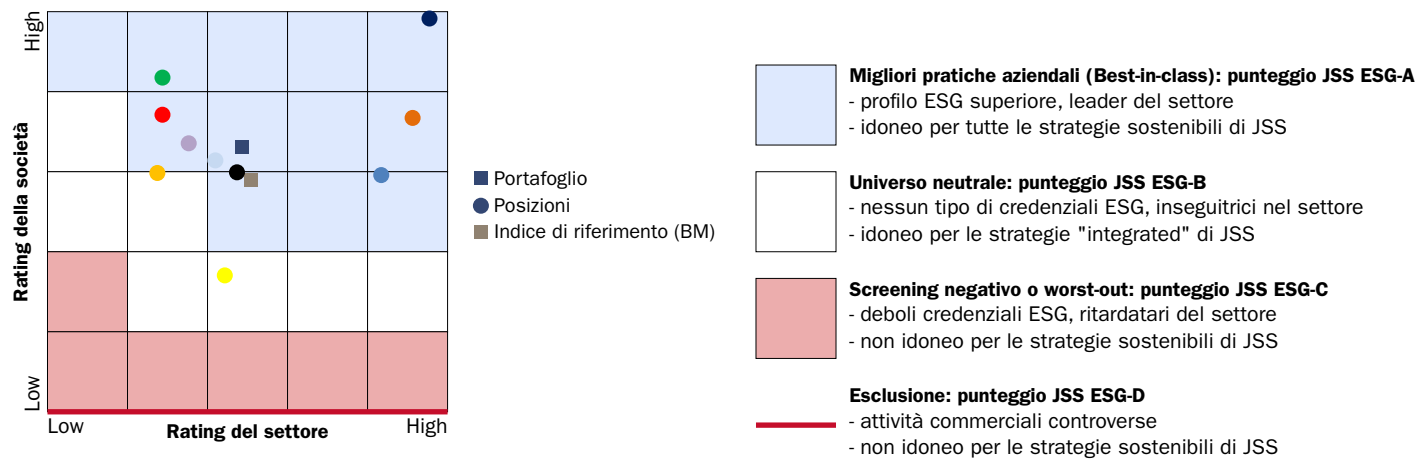 High
Rating della società
Low
Low
Rating del settore
High
Portafoglio
Posizioni
Indice di riferimento (BM)
Migliori pratiche aziendali (Best-in-class): punteggio JSS ESG-A
- profilo ESG superiore, leader del settore
- idoneo per tutte le strategie sostenibili di JSS
Universo neutrale: punteggio JSS ESG-B
- nessun tipo di credenziali ESG, inseguitrici nel settore
- idoneo per le strategie "integrated" di JSS
Screening negativo o worst-out: punteggio JSS ESG-C
- deboli credenziali ESG, ritardatari del settore
- non idoneo per le strategie sostenibili di JSS
Esclusione: punteggio JSS ESG-D
- attività commerciali controverse
- non idoneo per le strategie sostenibili di JSS